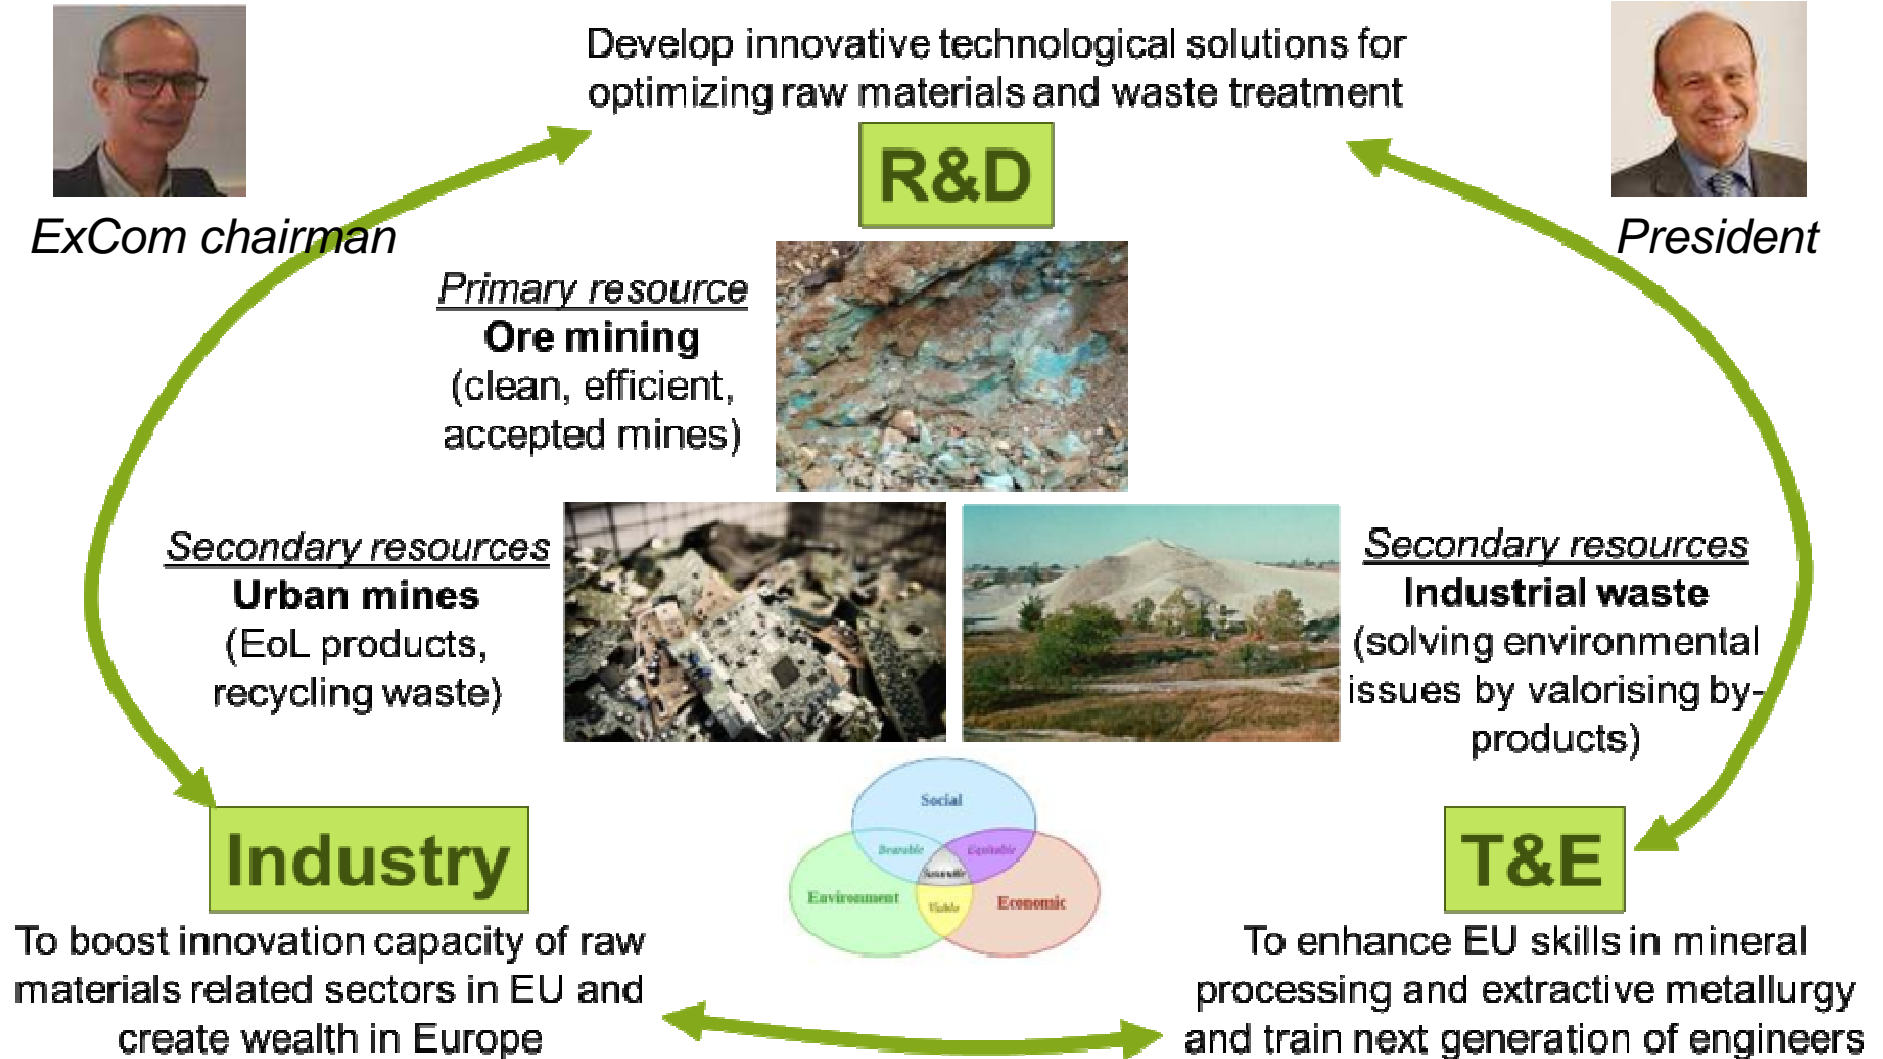 Develop innovative technological solutions for
optimizing raw materials and waste treatment
R&D
ExCom chairman
President
Primary resource
Ore mining
(clean, efficient,
accepted mines)
Secondary resources
Urban mines
(EoL products,
recycling waste)
Secondary resources
Industrial waste
(solving environmental
issues by valorising by-
products)
Social
Bearable
Equitable
Environment
Viable
Economic
Industry
To boost innovation capacity of raw
materials related sectors in EU and
create wealth in Europe
T&E
To enhance EU skills in mineral
processing and extractive metallurgy
and train next generation of engineers